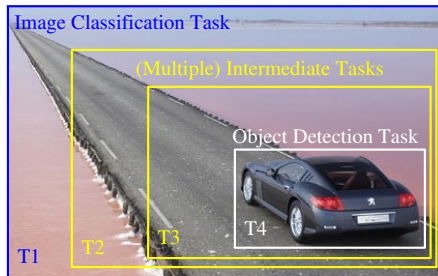 Image Classification Task
(Multiple) Intermediate Tasks
Object Detection Task
T1
T2
T3
T4